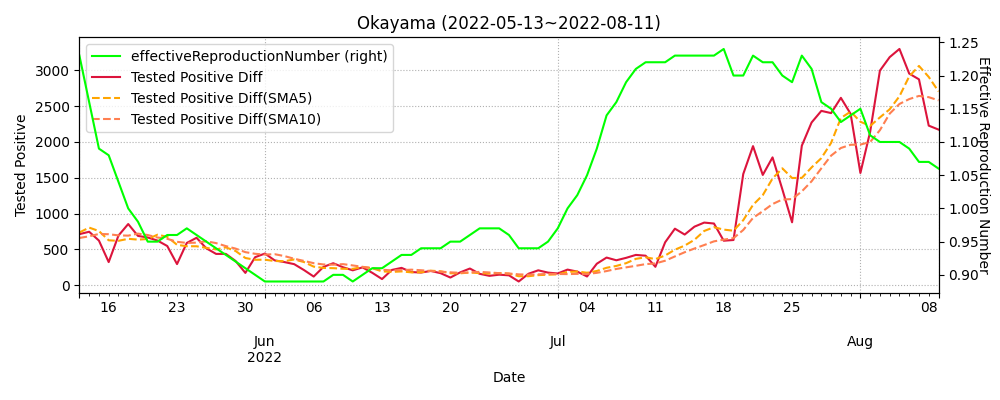 Okayama (2022-05-13~2022-08-11)
effectiveReproductionNumber (right)
Tested Positive Diff
Tested Positive Diff(SMA5)
Tested Positive Diff(SMA10)
Tested Positive
3000
2500
2000
1500
1000
500
0
1.25
1.20
1.15
1.10
1.05
1.00
0.95
0.90
Effective Reproduction Number
16 23 30 06 13 20 27 04 11 18 25 08
Jun Jul Aug
2022
Date